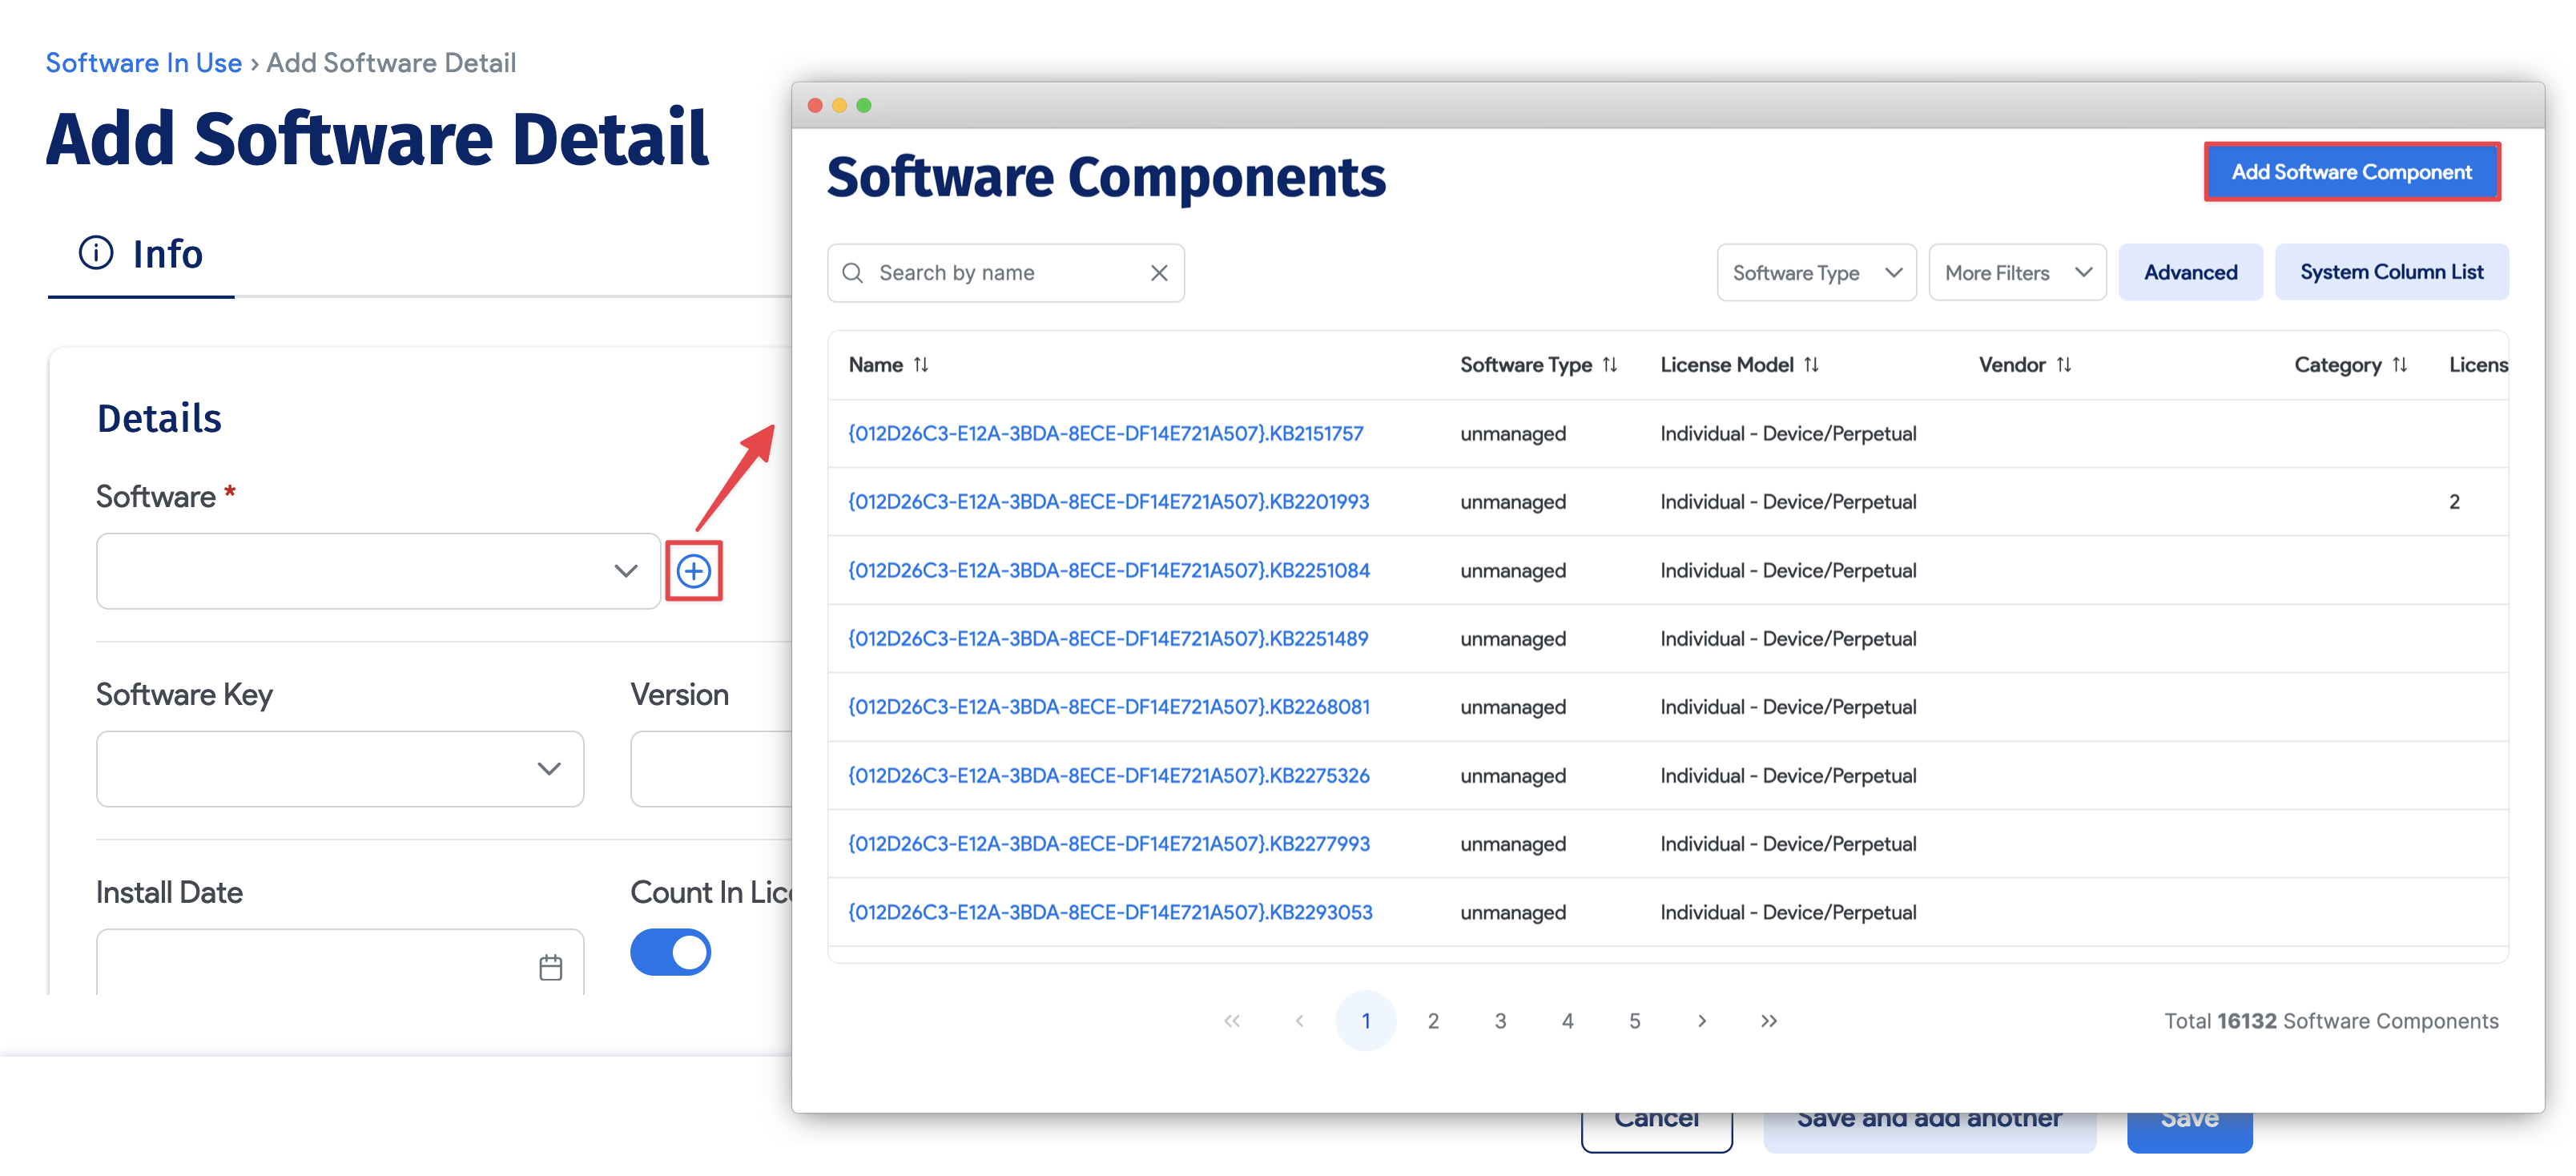 Software In Use › Add Software Detail
Add Software Detail
Info
Details
Software *
Software Key
Version
Install Date
Count In Lic
Software Components
Add Software Component
Search by name
Software Type
More Filters
Advanced
System Column List
Name Software Type License Model Vendor Category Licens
{012D26C3-E12A-3BDA-8ECE-DF14E721A507}.KB2151757 unmanaged Individual - Device/Perpetual
{012D26C3-E12A-3BDA-8ECE-DF14E721A507}.KB2201993 unmanaged Individual - Device/Perpetual 2
{012D26C3-E12A-3BDA-8ECE-DF14E721A507}.KB2251084 unmanaged Individual - Device/Perpetual
{012D26C3-E12A-3BDA-8ECE-DF14E721A507}.KB2251489 unmanaged Individual - Device/Perpetual
{012D26C3-E12A-3BDA-8ECE-DF14E721A507}.KB2268081 unmanaged Individual - Device/Perpetual
{012D26C3-E12A-3BDA-8ECE-DF14E721A507}.KB2275326 unmanaged Individual - Device/Perpetual
{012D26C3-E12A-3BDA-8ECE-DF14E721A507}.KB2277993 unmanaged Individual - Device/Perpetual
{012D26C3-E12A-3BDA-8ECE-DF14E721A507}.KB2293053 unmanaged Individual - Device/Perpetual
« ‹ 1 2 3 4 5 › »
Total 16132 Software Components
Cancel
Save and add another
Save